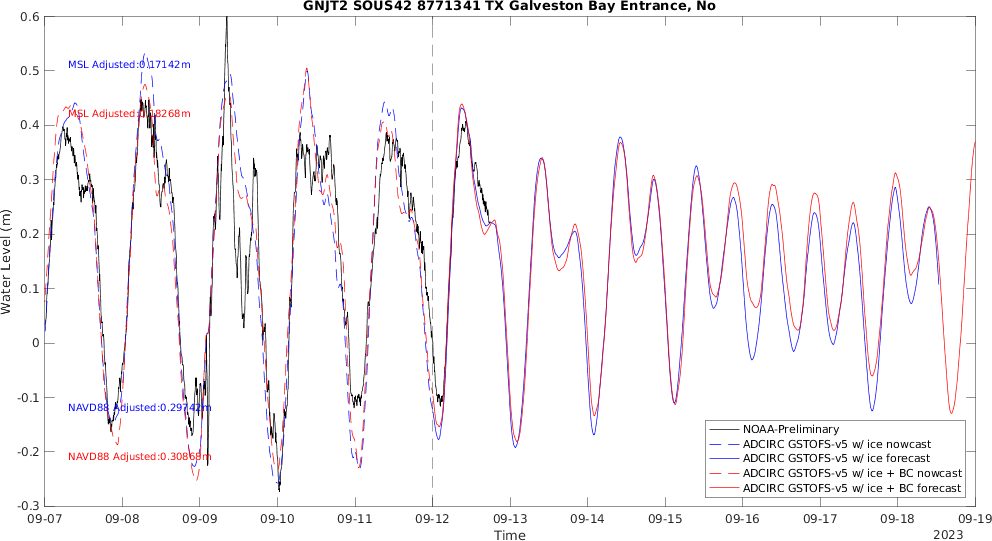 GNJT2 SOUS42 8771341 TX Galveston Bay Entrance, No
Water Level (m)
0.6
0.5
0.4
0.3
0.2
0.1
0
-0.1
-0.2
-0.3
MSL Adjusted:0.17142m
MSL Adjusted:0.18268m
NAVD88 Adjusted:0.29742m
NAVD88 Adjusted:0.30868m
NOAA-Preliminary
ADCIRC GSTOFS-v5 w/ ice nowcast
ADCIRC GSTOFS-v5 w/ ice forecast
ADCIRC GSTOFS-v5 w/ ice + BC nowcast
ADCIRC GSTOFS-v5 w/ ice + BC forecast
09-07 09-08 09-09 09-10 09-11 09-12 09-13 09-14 09-15 09-16 09-17 09-18 09-19
Time
2023